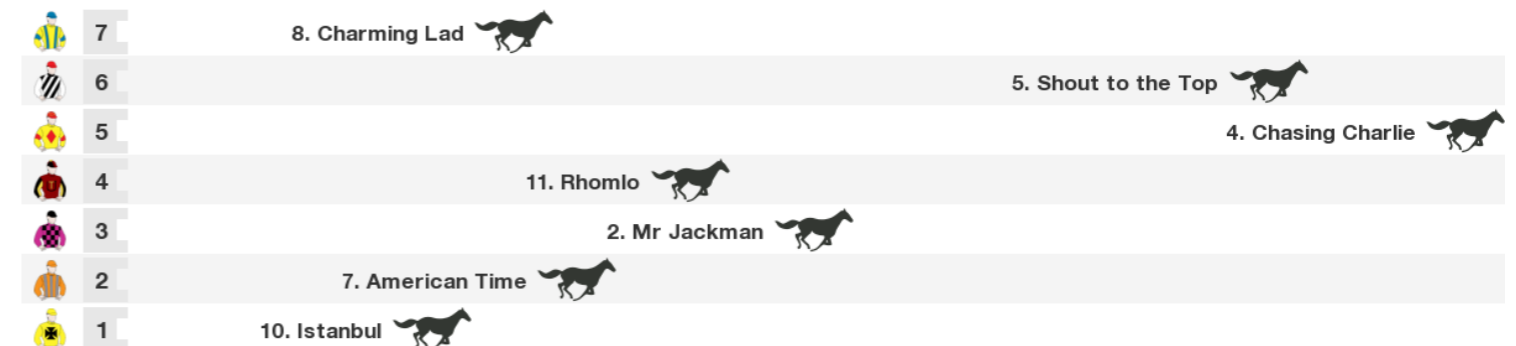 7 8. Charming Lad
6 5. Shout to the Top
5 4. Chasing Charlie
4 11. Rhomlo
3 2. Mr Jackman
2 7. American Time
1 10. Istanbul